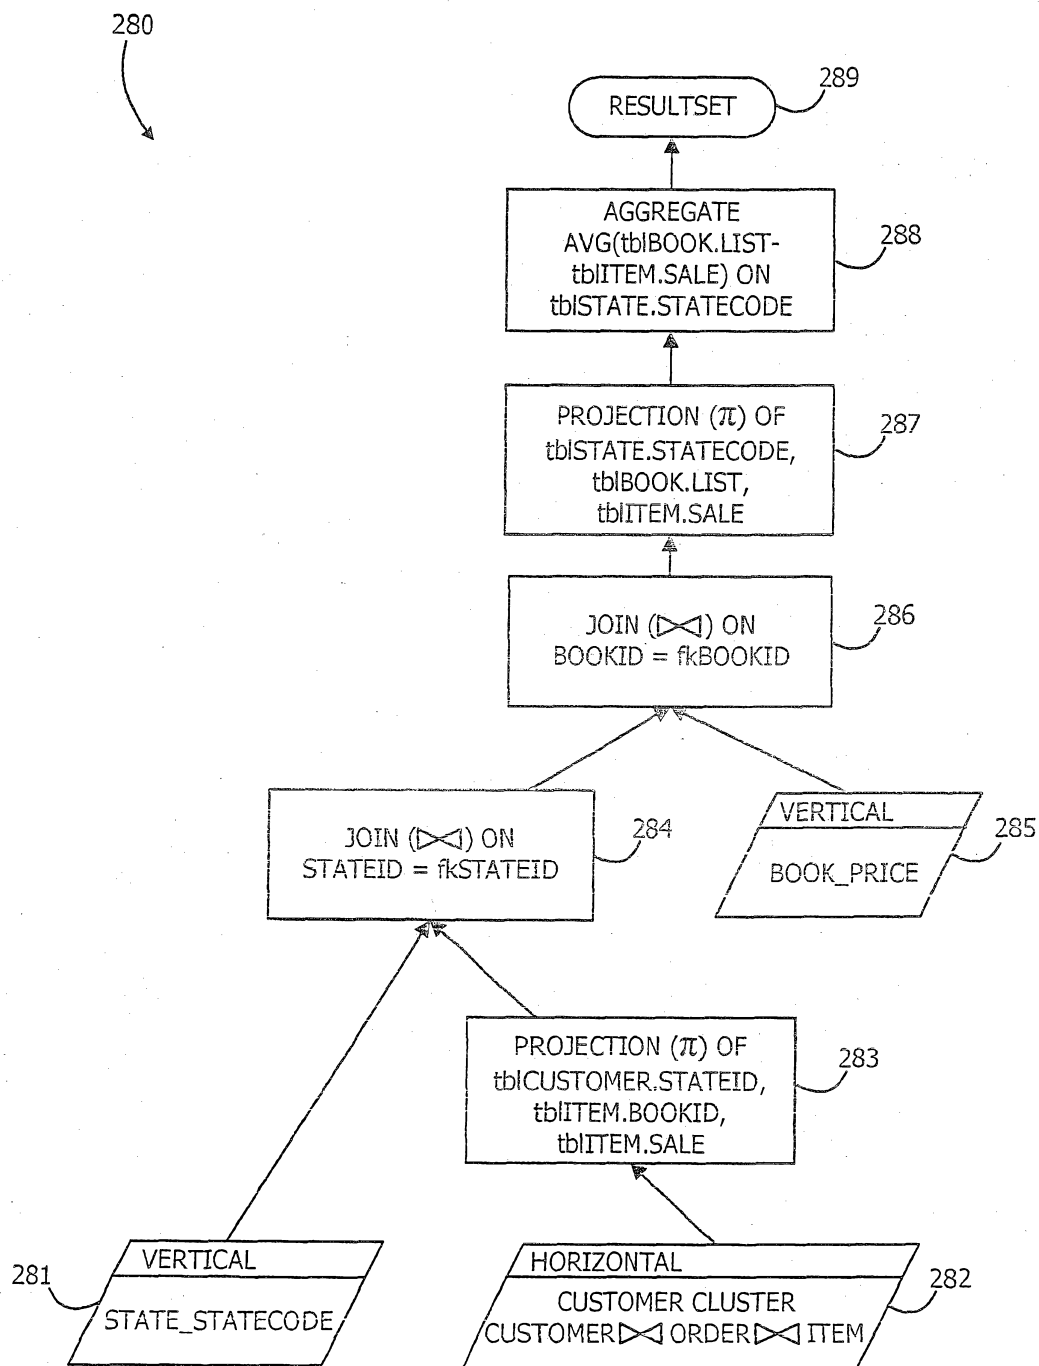 280
289
RESULTSET
AGGREGATE
AVG(tblBOOK.LIST-
tblITEM.SALE) ON
tblSTATE.STATECODE
288
PROJECTION (π) OF
tblSTATE.STATECODE,
tblBOOK.LIST,
tblITEM.SALE
287
JOIN (⋈) ON
BOOKID = fkBOOKID
286
JOIN (⋈) ON
STATEID = fkSTATEID
284
VERTICAL
BOOK_PRICE
285
PROJECTION (π) OF
tblCUSTOMER.STATEID,
tblITEM.BOOKID,
tblITEM.SALE
283
VERTICAL
STATE_STATECODE
281
HORIZONTAL
CUSTOMER CLUSTER
CUSTOMER ⋈ ORDER ⋈ ITEM
282